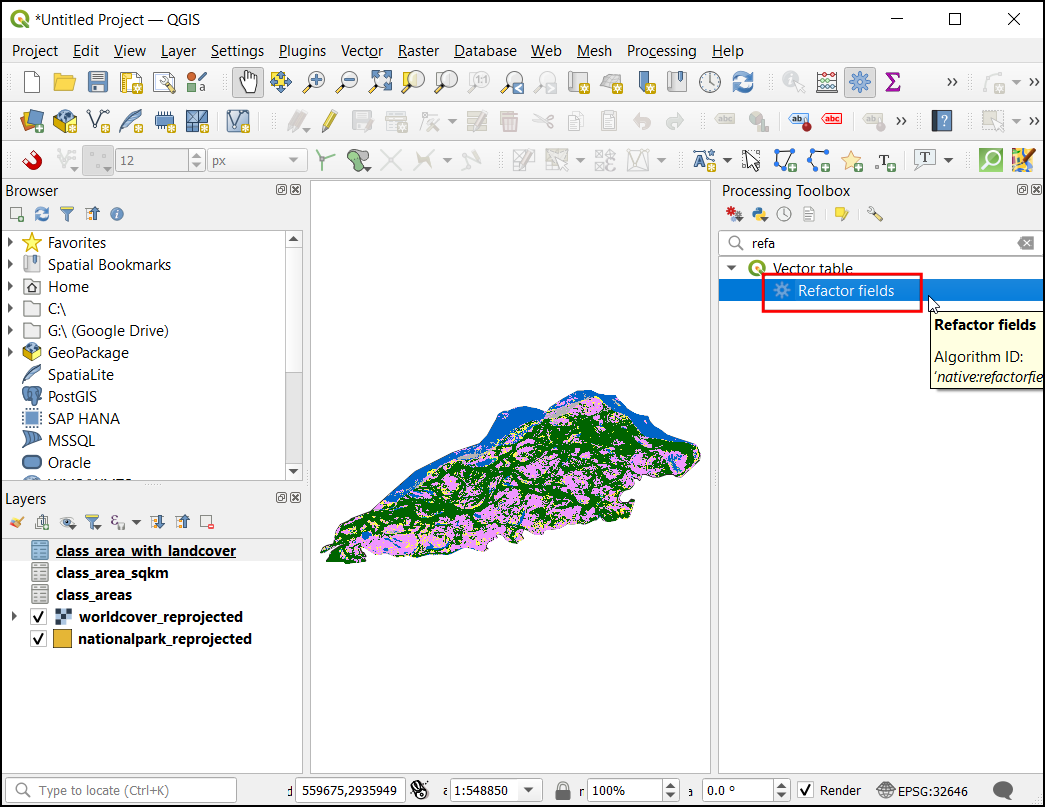 *Untitled Project — QGIS
Project Edit View Layer Settings Plugins Vector Raster Database Web Mesh Processing Help
12 px
Browser
Favorites
Spatial Bookmarks
Home
C:\
G:\ (Google Drive)
GeoPackage
SpatiaLite
PostGIS
SAP HANA
MSSQL
Oracle
Layers
class_area_with_landcover
class_area_sqkm
class_areas
worldcover_reprojected
nationalpark_reprojected
Processing Toolbox
refa
Vector table
Refactor fields
Refactor fields
Algorithm ID:
'native:refactorfie
Type to locate (Ctrl+K) 559675,2935949 1:548850 100% 0.0 ° Render EPSG:32646